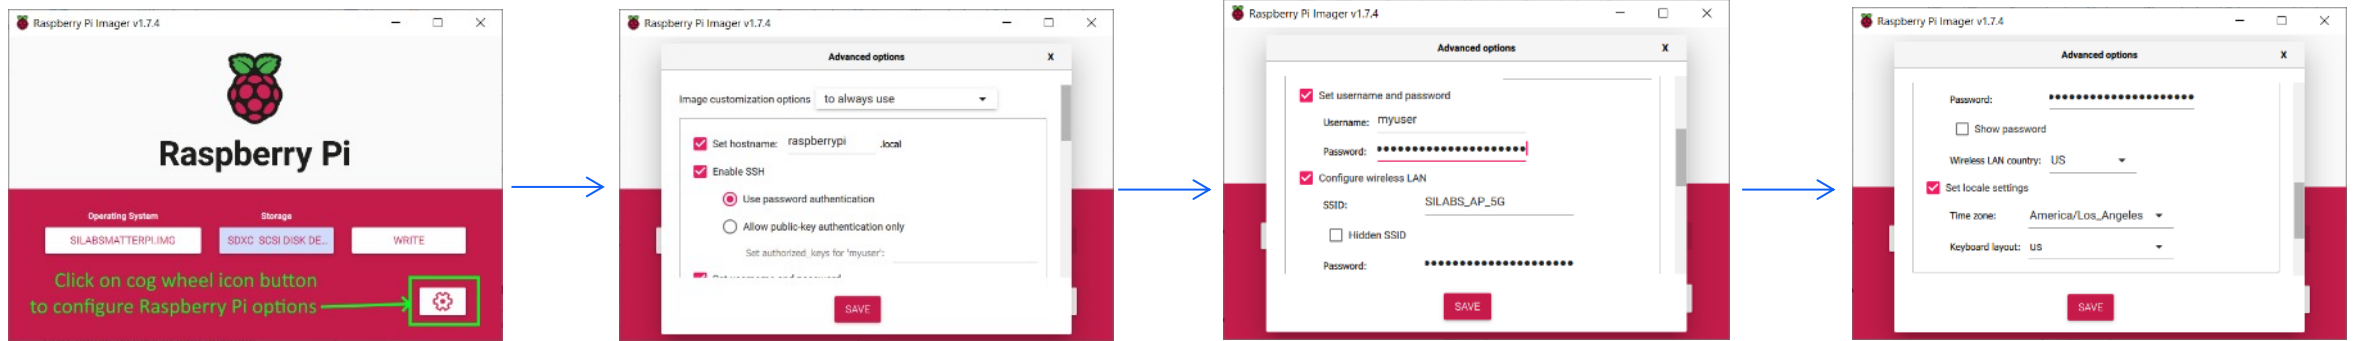 Raspberry Pi Imager v1.7.4
Raspberry Pi
Operating System
Storage
SILABSMATTERPI.IMG
SDXC SCSI DISK DE...
WRITE
Click on cog wheel icon button
to configure Raspberry Pi options
Raspberry Pi Imager v1.7.4
Advanced options
X
Image customization options to always use
Set hostname: raspberrypi .local
Enable SSH
Use password authentication
Allow public-key authentication only
Set authorized_keys for 'myuser':
Set username and password
SAVE
Raspberry Pi Imager v1.7.4
Advanced options
X
Set username and password
Username: myuser
Password: ••••••••••••••••••••••
Configure wireless LAN
SSID: SILABS_AP_5G
Hidden SSID
Password: ••••••••••••••••••••••
SAVE
Raspberry Pi Imager v1.7.4
Advanced options
X
Password: ••••••••••••••••••••••
Show password
Wireless LAN country: US
Set locale settings
Time zone: America/Los_Angeles
Keyboard layout: us
SAVE